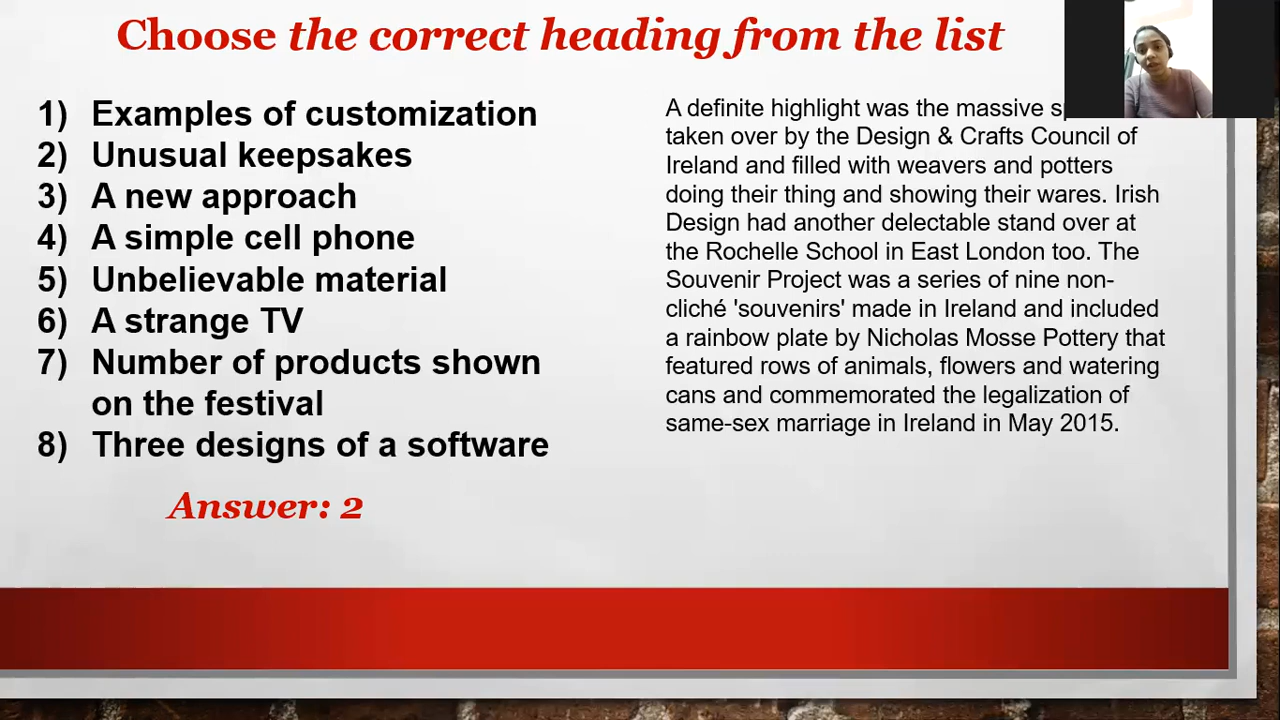 Choose the correct heading from the list
1) Examples of customization
2) Unusual keepsakes
3) A new approach
4) A simple cell phone
5) Unbelievable material
6) A strange TV
7) Number of products shown
on the festival
8) Three designs of a software
Answer: 2
A definite highlight was the massive
taken over by the Design & Crafts Council of
Ireland and filled with weavers and potters
doing their thing and showing their wares. Irish
Design had another delectable stand over at
the Rochelle School in East London too. The
Souvenir Project was a series of nine non-
cliché 'souvenirs' made in Ireland and included
a rainbow plate by Nicholas Mosse Pottery that
featured rows of animals, flowers and watering
cans and commemorated the legalization of
same-sex marriage in Ireland in May 2015.